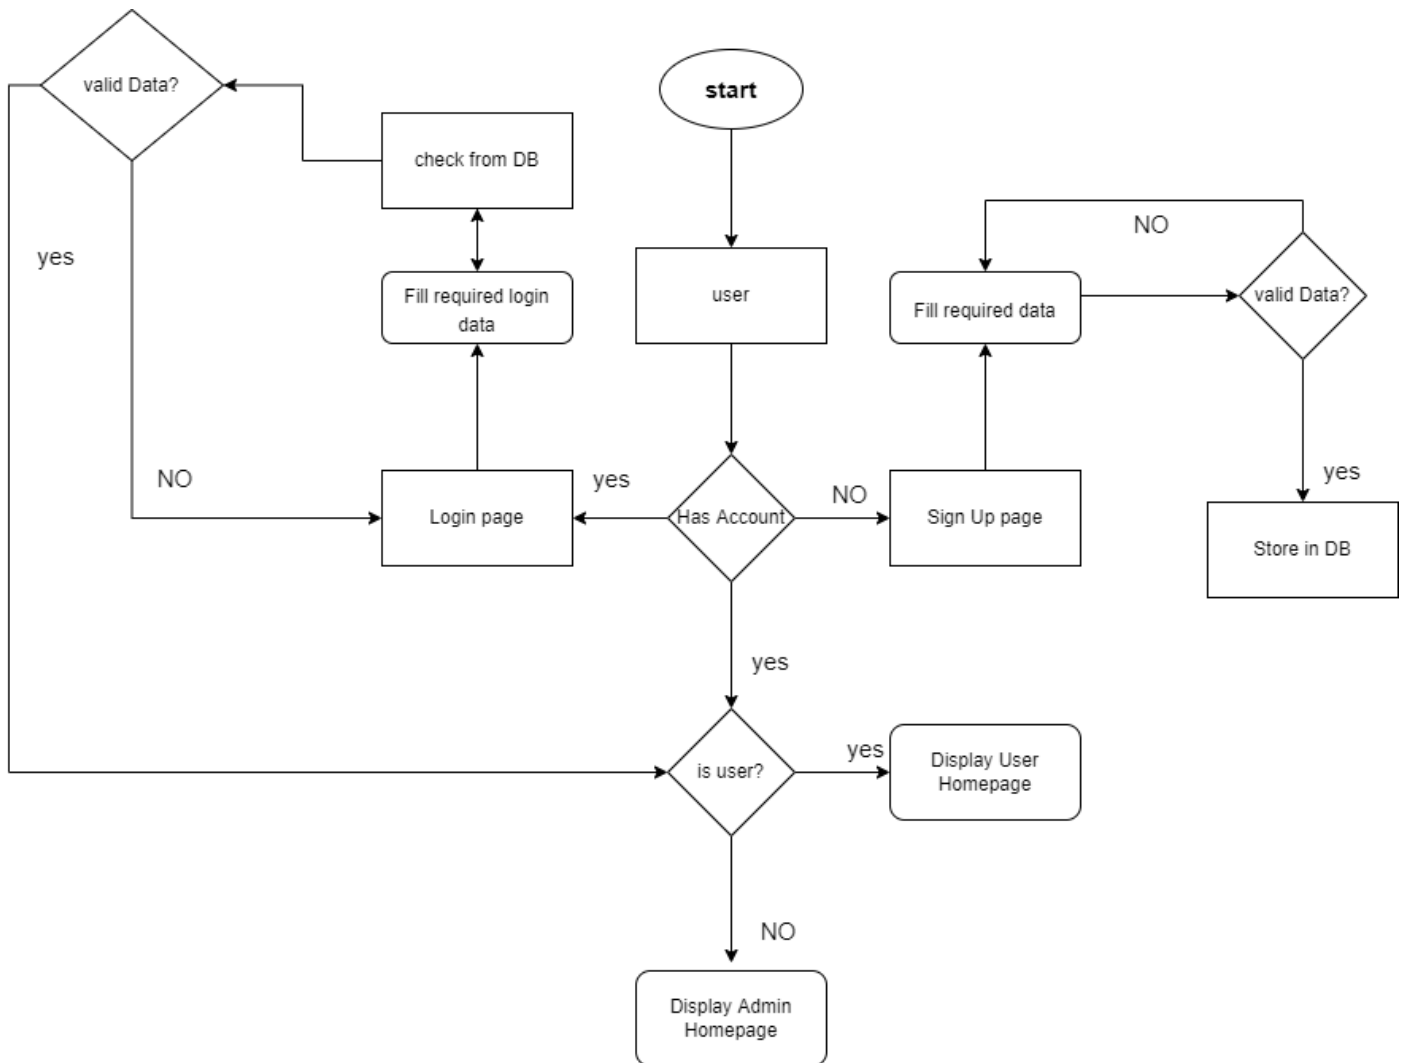 valid Data?
start
check from DB
NO
yes
Fill required login
data
user
Fill required data
valid Data?
NO
yes
NO
yes
Login page
Has Account
Sign Up page
Store in DB
yes
yes
is user?
Display User
Homepage
NO
Display Admin
Homepage